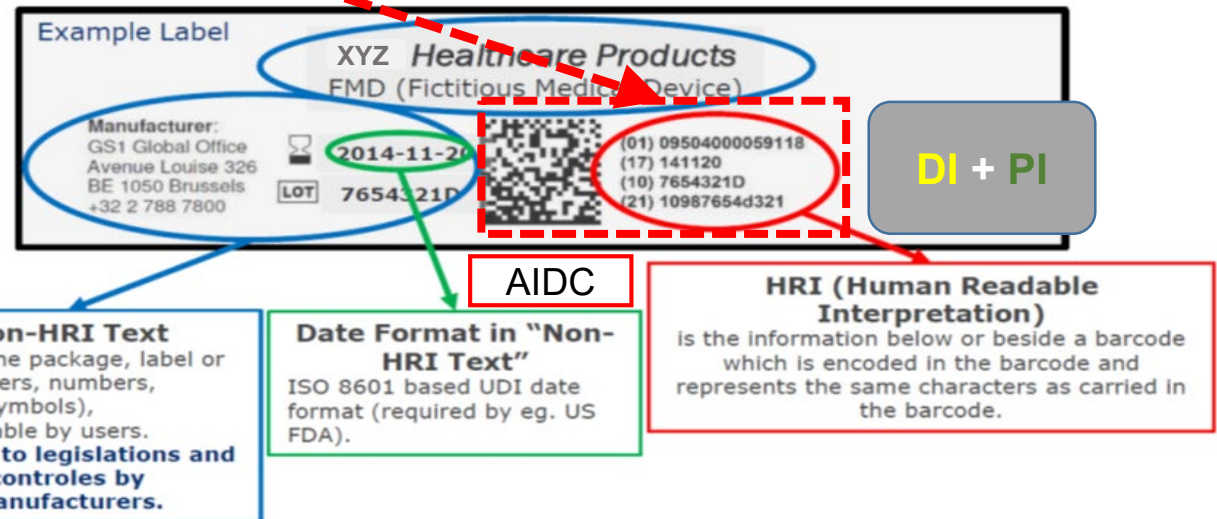 Example Label
XYZ Healthcare Products
FMD (Fictitious Medical Device)
Manufacturer:
GS1 Global Office
Avenue Louise 326
BE 1050 Brussels
+32 2 788 7800
2014-11-20
LOT 7654321D
(01) 09504000059118
(17) 141120
(10) 7654321D
(21) 10987654d321
DI + PI
AIDC
on-HRI Text
package, label or
numbers,
able by users.
to legislations and
controles by
anufacturers.
Date Format in “Non-
HRI Text”
ISO 8601 based UDI date
format (required by eg. US
FDA).
HRI (Human Readable
Interpretation)
is the information below or beside a barcode
which is encoded in the barcode and
represents the same characters as carried in
the barcode.